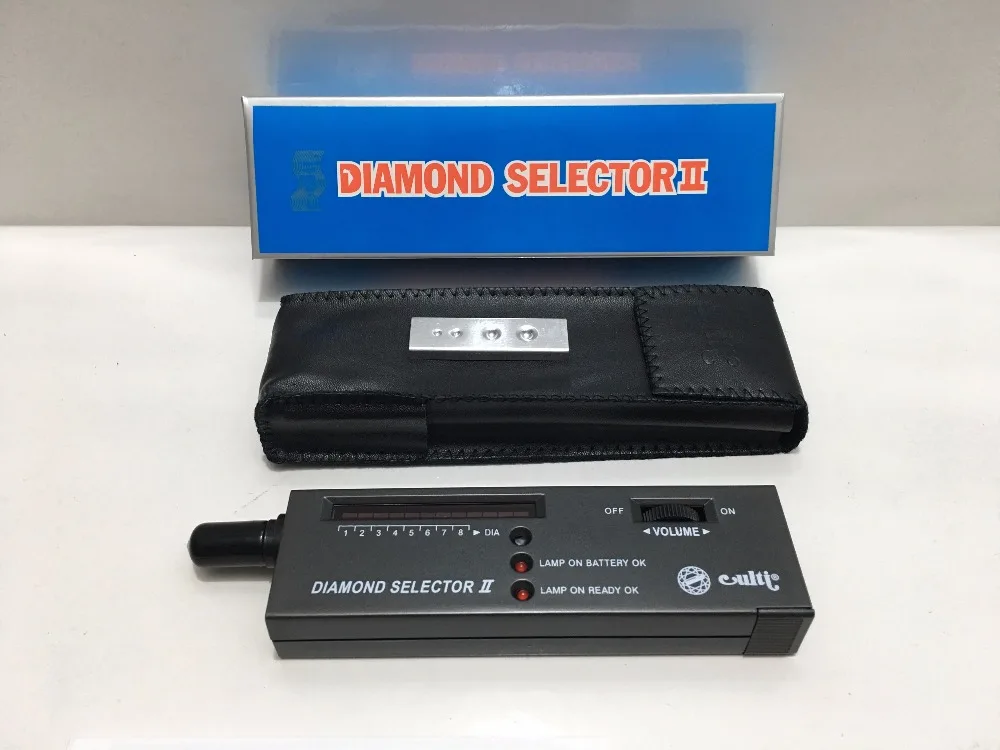 DIAMOND SELECTOR II
1 2 3 4 5 6 7 8 ▶ DIA
OFF ON
◀ VOLUME ▶
LAMP ON BATTERY OK
DIAMOND SELECTOR II
LAMP ON READY OK
culti®